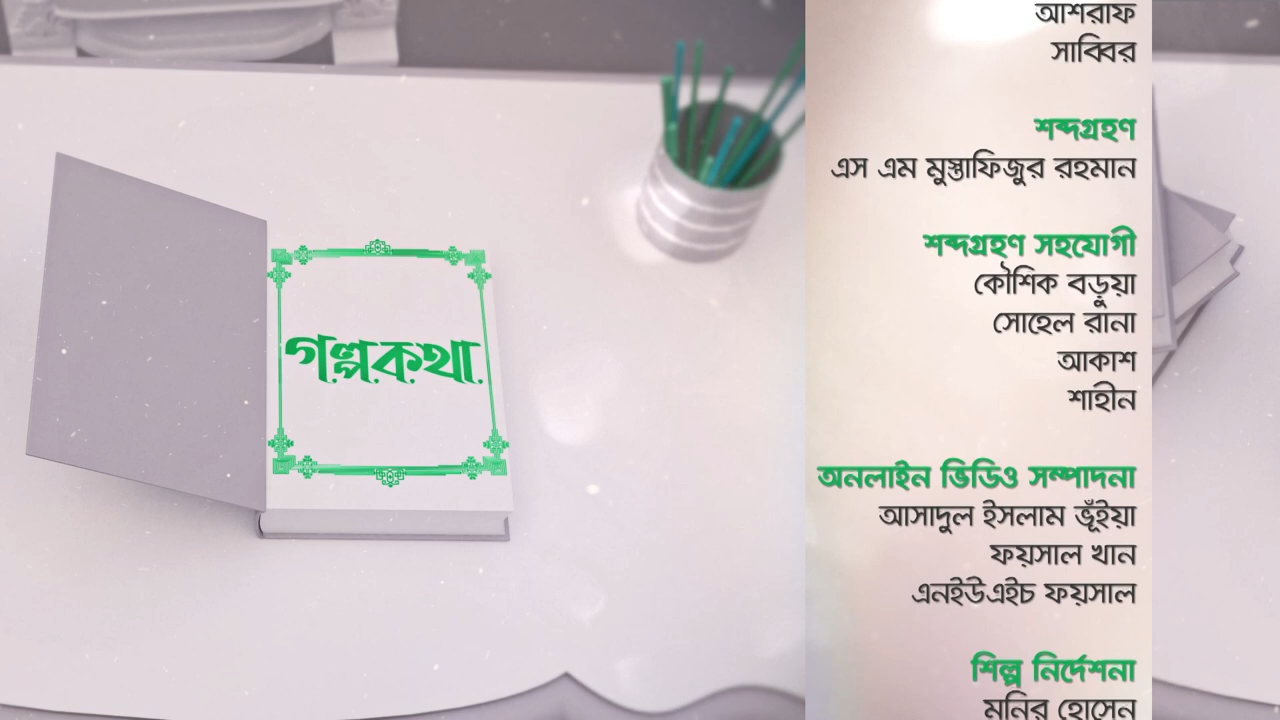 গল্পকথা
আশরাফ
সাব্বির
শব্দগ্রহণ
এস এম মুস্তাফিজুর রহমান
শব্দগ্রহণ সহযোগী
কৌশিক বড়ুয়া
সোহেল রানা
আকাশ
শাহীন
অনলাইন ভিডিও সম্পাদনা
আসাদুল ইসলাম ভূঁইয়া
ফয়সাল খান
এনইউএইচ ফয়সাল
শিল্প নির্দেশনা
মনির হোসেন